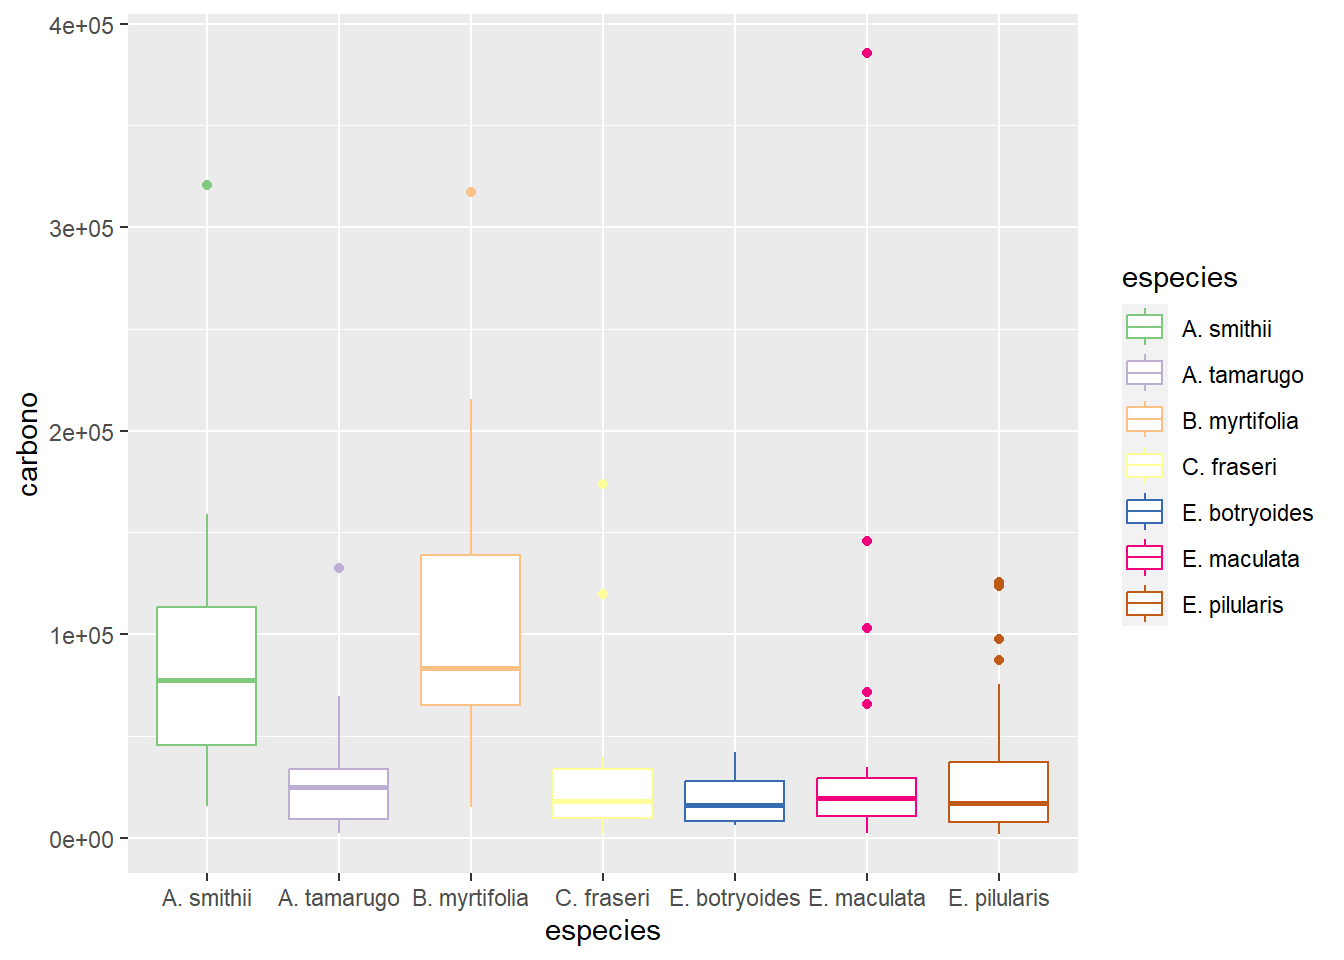 4e+05
3e+05
2e+05
1e+05
0e+00
carbono
A. smithii A. tamarugo B. myrtifolia C. fraseri E. botryoides E. maculata E. pilularis
especies
especies
A. smithii
A. tamarugo
B. myrtifolia
C. fraseri
E. botryoides
E. maculata
E. pilularis